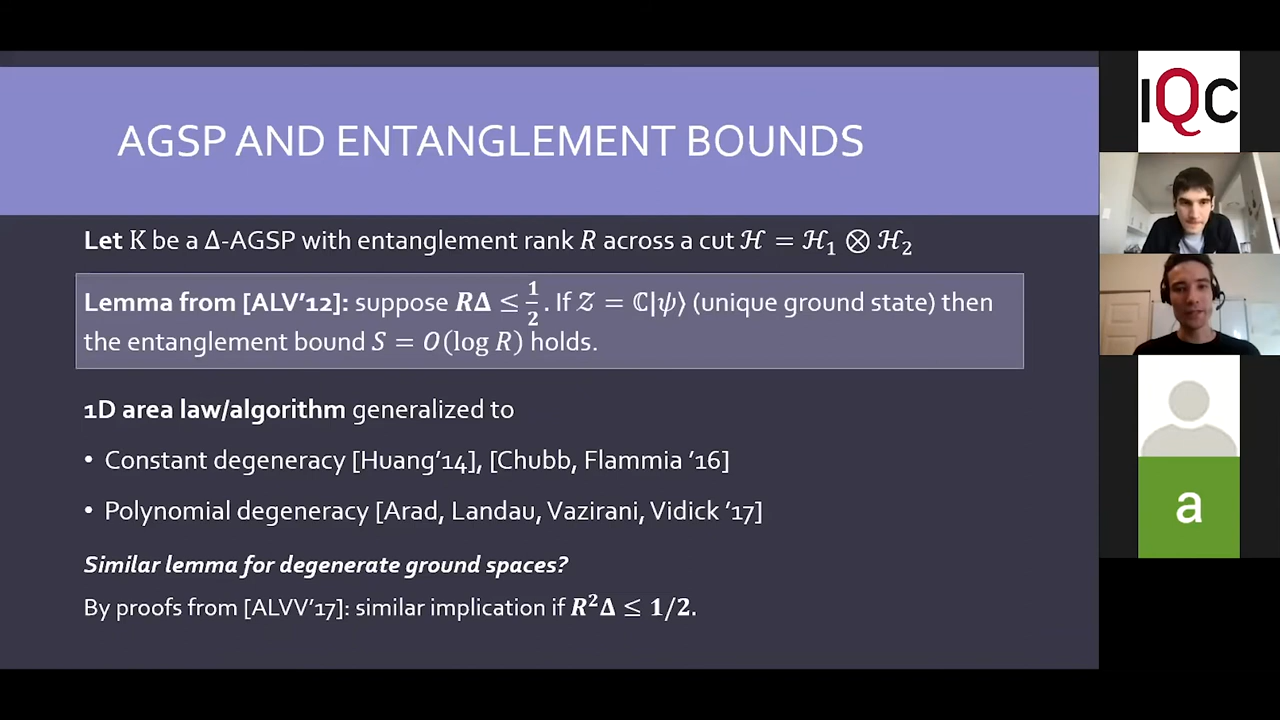 AGSP AND ENTANGLEMENT BOUNDS
Let K be a Δ-AGSP with entanglement rank R across a cut ℋ = ℋ₁ ⊗ ℋ₂
Lemma from [ALV'12]: suppose RΔ ≤ 1/2. If 𝒵 = ℂ|ψ⟩ (unique ground state) then
the entanglement bound S = O(log R) holds.
1D area law/algorithm generalized to
• Constant degeneracy [Huang'14], [Chubb, Flammia '16]
• Polynomial degeneracy [Arad, Landau, Vazirani, Vidick '17]
Similar lemma for degenerate ground spaces?
By proofs from [ALVV'17]: similar implication if R²Δ ≤ 1/2.
IQC
a